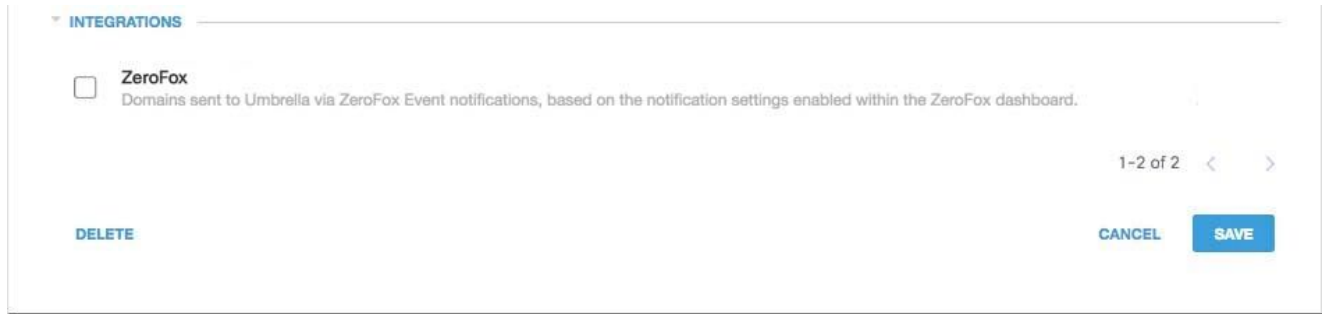 INTEGRATIONS
ZeroFox
Domains sent to Umbrella via ZeroFox Event notifications, based on the notification settings enabled within the ZeroFox dashboard.
1-2 of 2
DELETE
CANCEL
SAVE